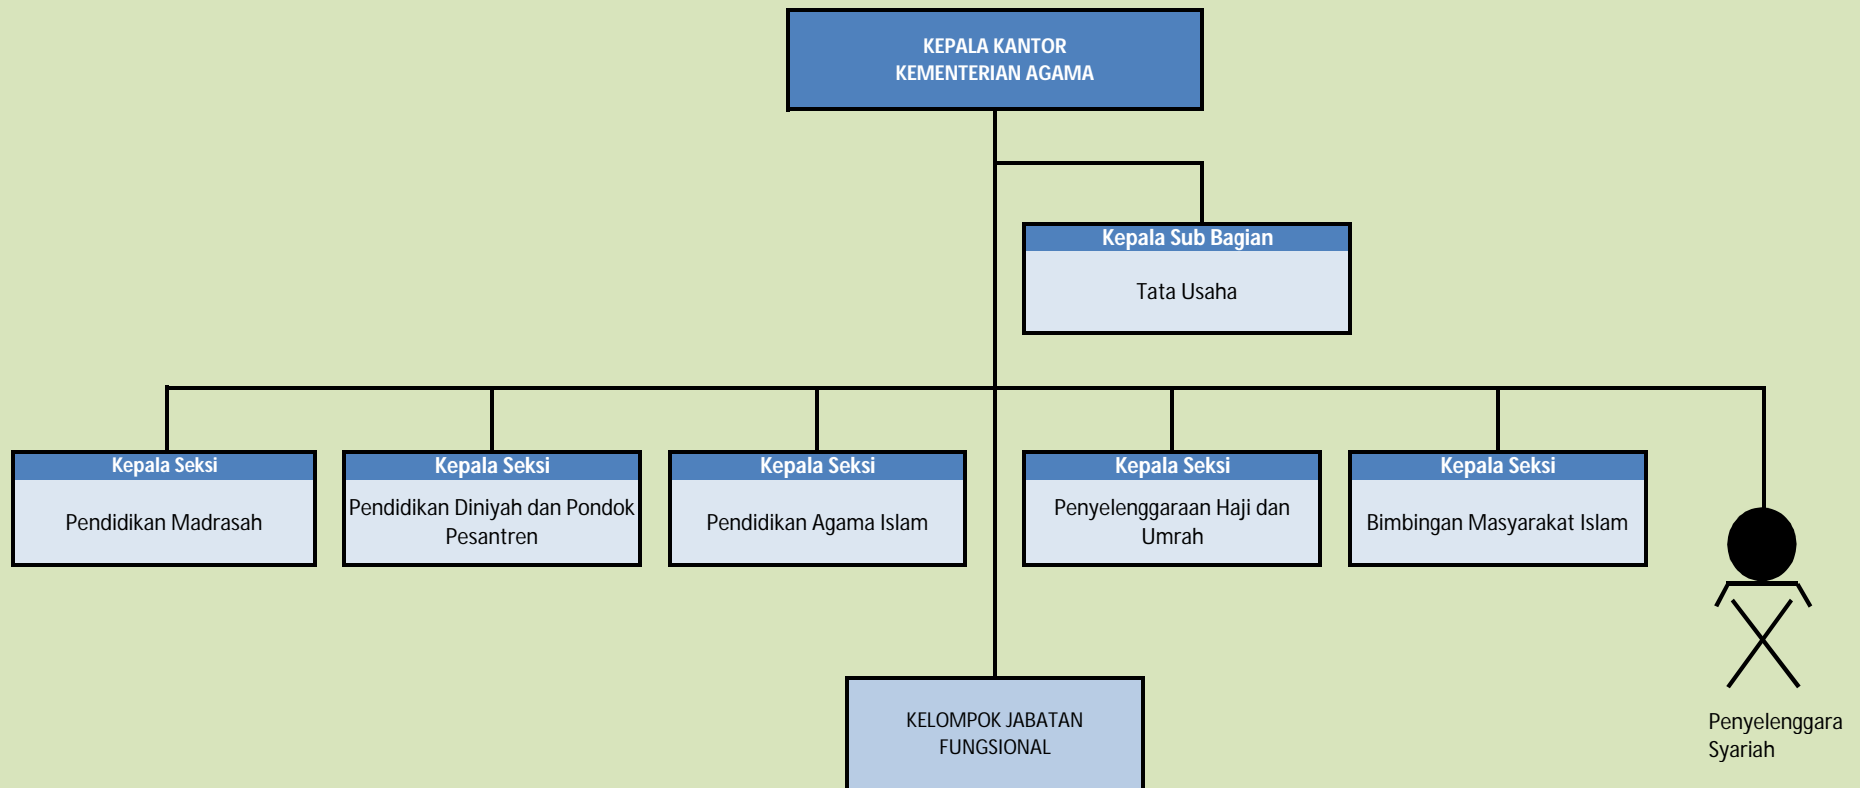 KEPALA KANTOR
KEMENTERIAN AGAMA
Kepala Sub Bagian
Tata Usaha
Kepala Seksi
Pendidikan Madrasah
Kepala Seksi
Pendidikan Diniyah dan Pondok
Pesantren
Kepala Seksi
Pendidikan Agama Islam
Kepala Seksi
Penyelenggaraan Haji dan
Umrah
Kepala Seksi
Bimbingan Masyarakat Islam
Penyelenggara
Syariah
KELOMPOK JABATAN
FUNGSIONAL